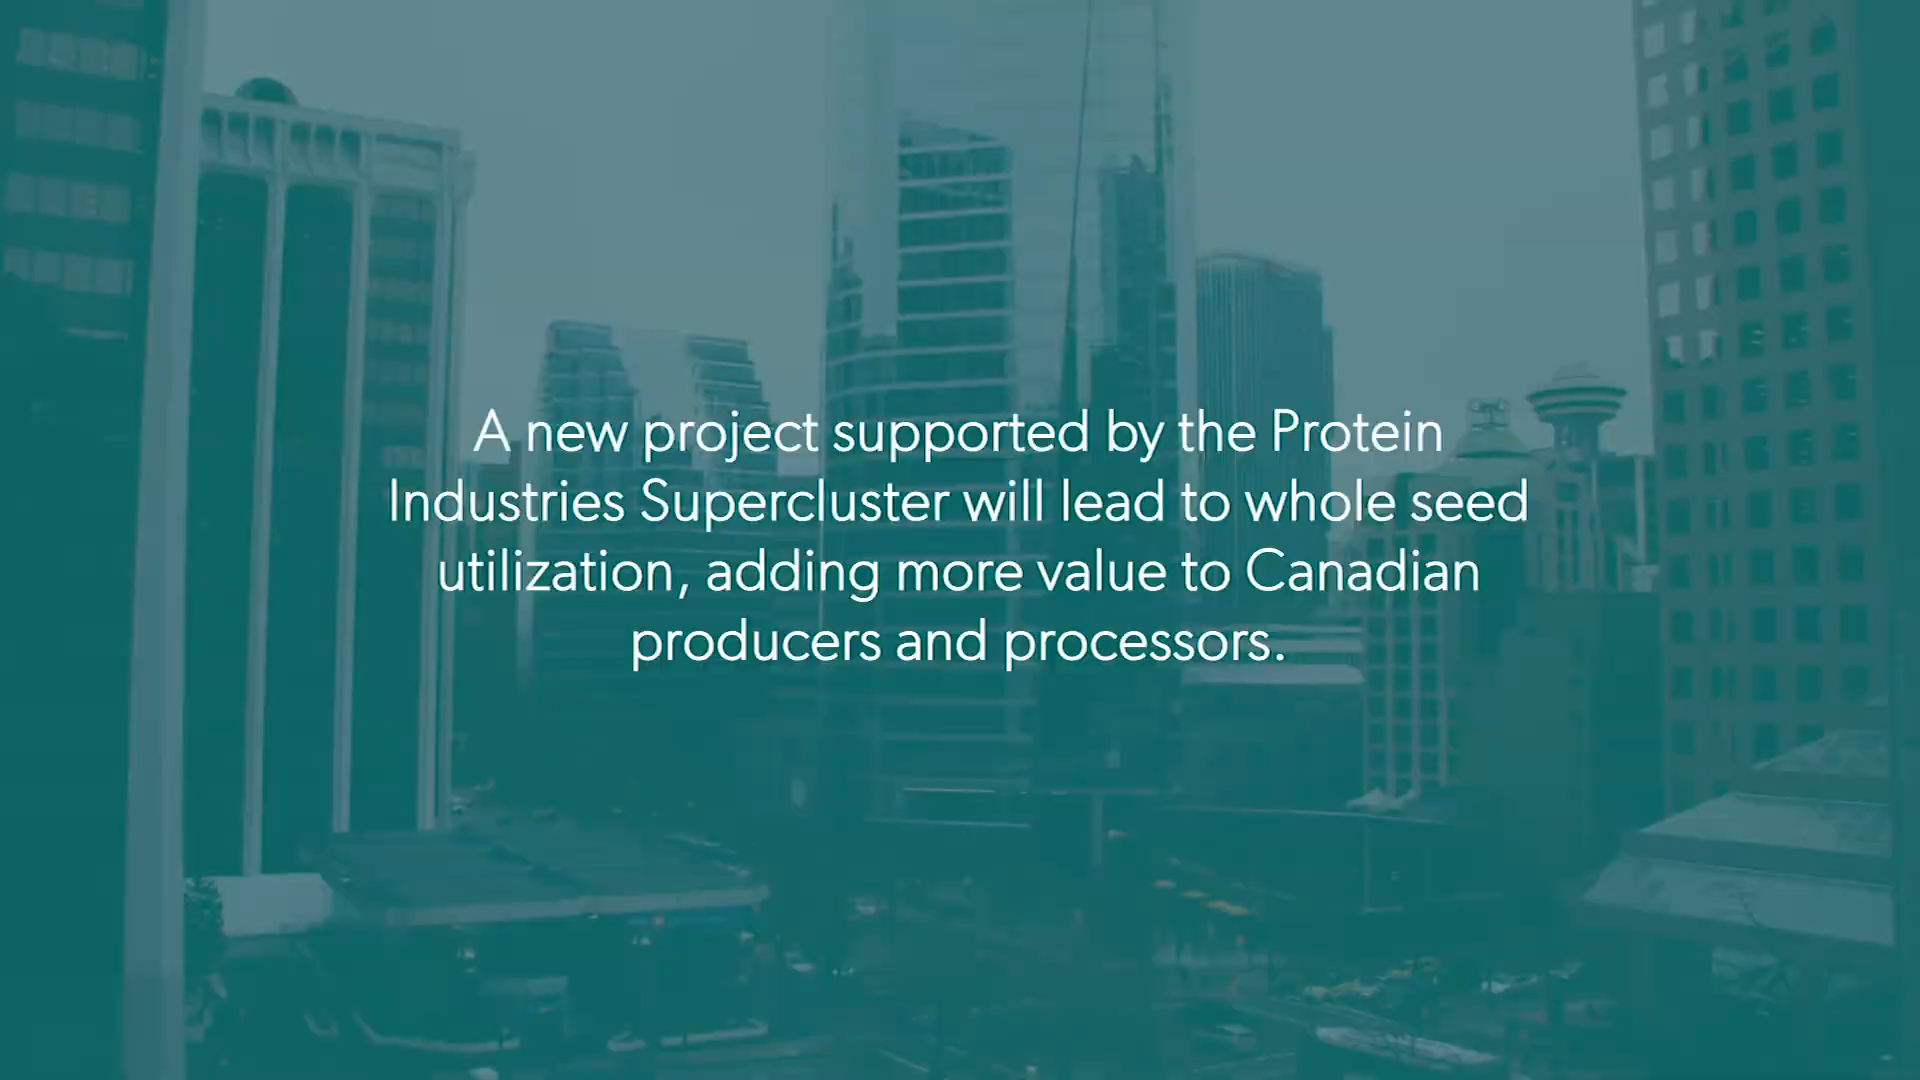 A new project supported by the Protein
Industries Supercluster will lead to whole seed
utilization, adding more value to Canadian
producers and processors.